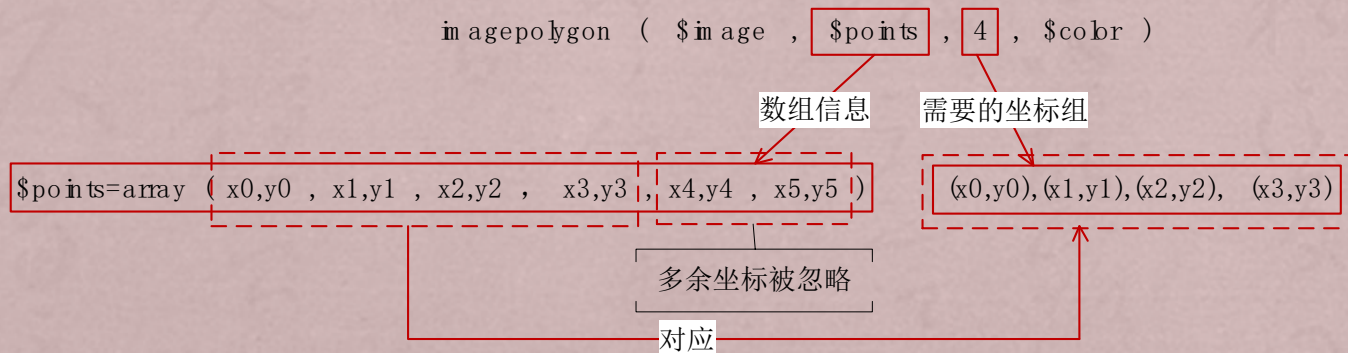 imagepolygon ( $image , $points , 4 , $color )
数组信息
需要的坐标组
$points=array ( x0,y0 , x1,y1 , x2,y2 , x3,y3 , x4,y4 , x5,y5 )
(x0,y0),(x1,y1),(x2,y2), (x3,y3)
多余坐标被忽略
对应